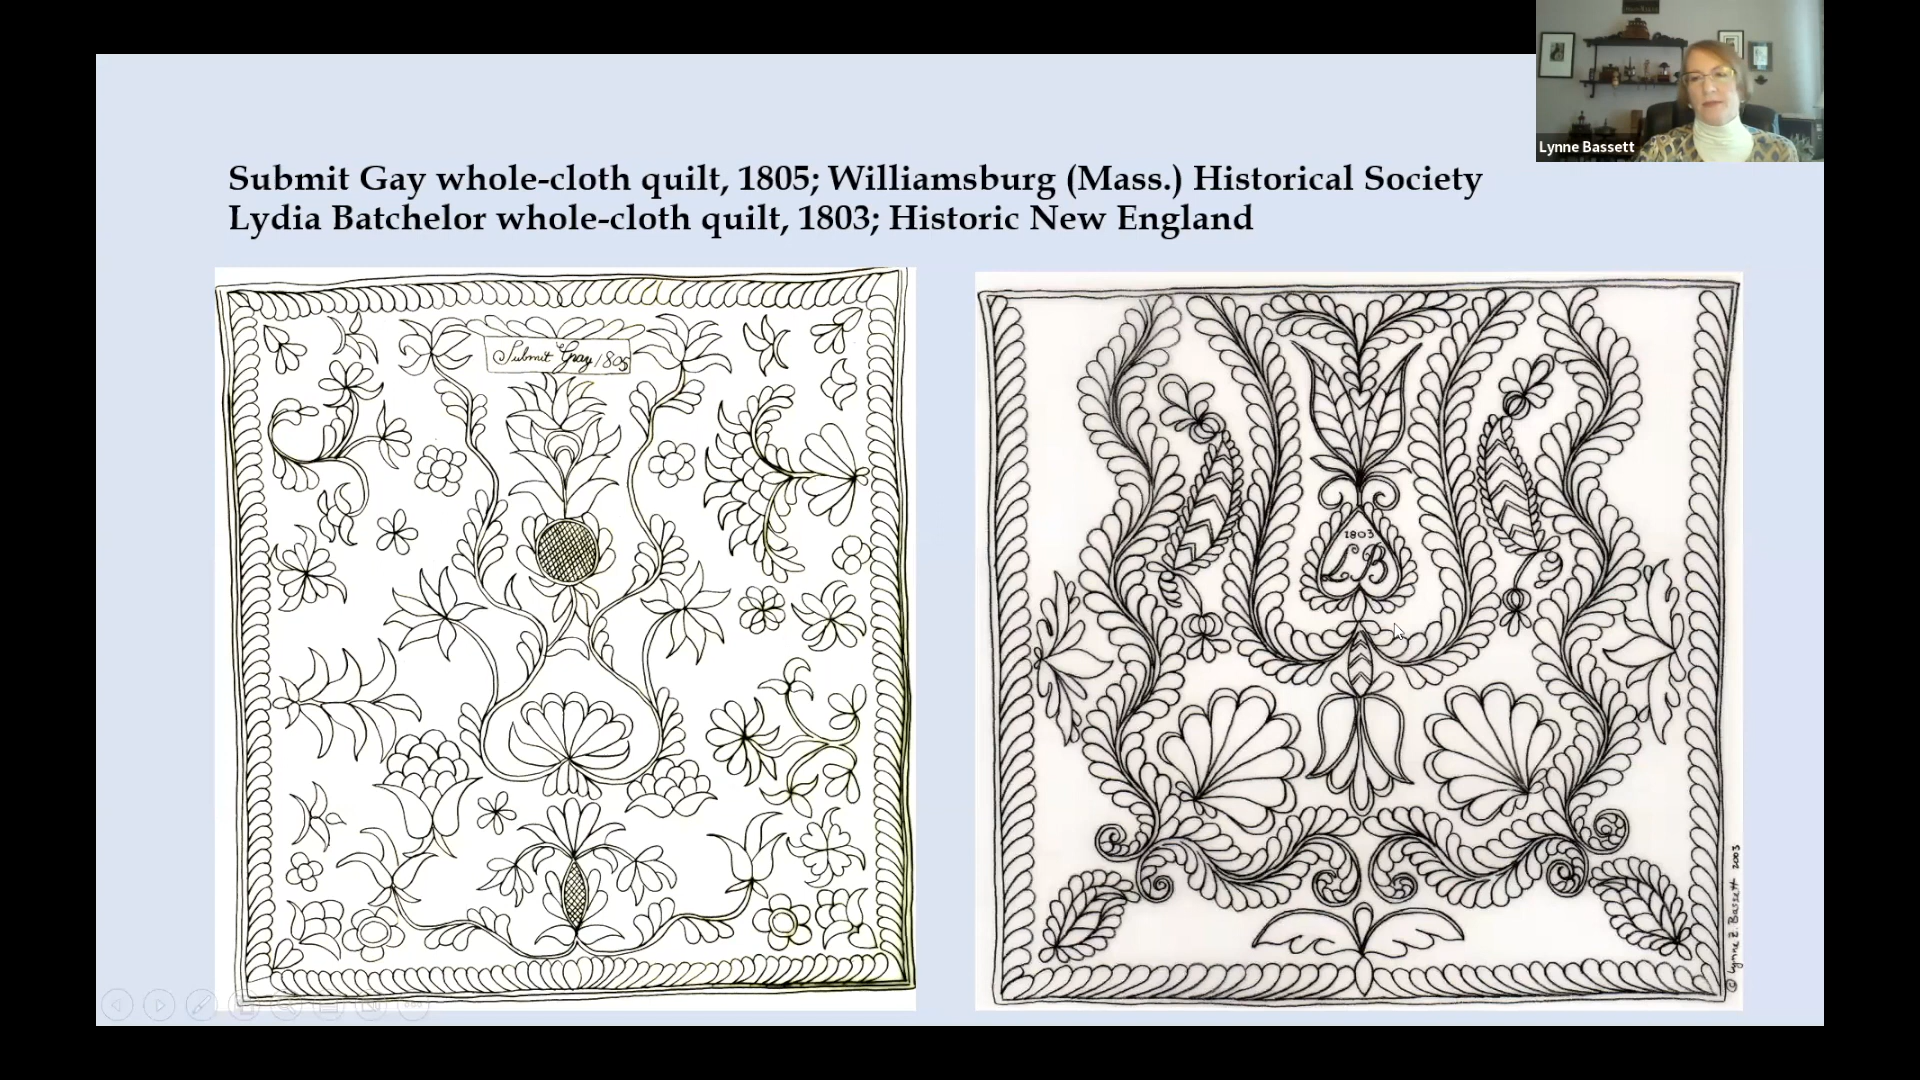 Lynne Bassett
Submit Gay whole-cloth quilt, 1805; Williamsburg (Mass.) Historical Society
Lydia Batchelor whole-cloth quilt, 1803; Historic New England
Submit Gay 1805
1803
LB
© Lynne Z. Bassett 2003